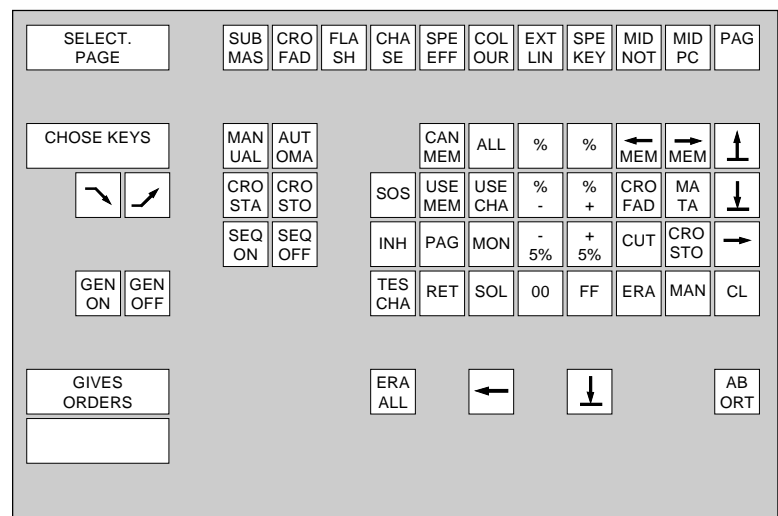 SELECT.
PAGE
SUB
MAS
CRO
FAD
FLA
SH
CHA
SE
SPE
EFF
COL
OUR
EXT
LIN
SPE
KEY
MID
NOT
MID
PC
PAG
CHOSE KEYS
MAN
UAL
AUT
OMA
CAN
MEM
ALL
%
%
MEM
MEM
CRO
STA
CRO
STO
SOS
USE
MEM
USE
CHA
%
-
%
+
CRO
FAD
MA
TA
SEQ
ON
SEQ
OFF
INH
PAG
MON
-
5%
+
5%
CUT
CRO
STO
GEN
ON
GEN
OFF
TES
CHA
RET
SOL
00
FF
ERA
MAN
CL
GIVES
ORDERS
ERA
ALL
AB
ORT